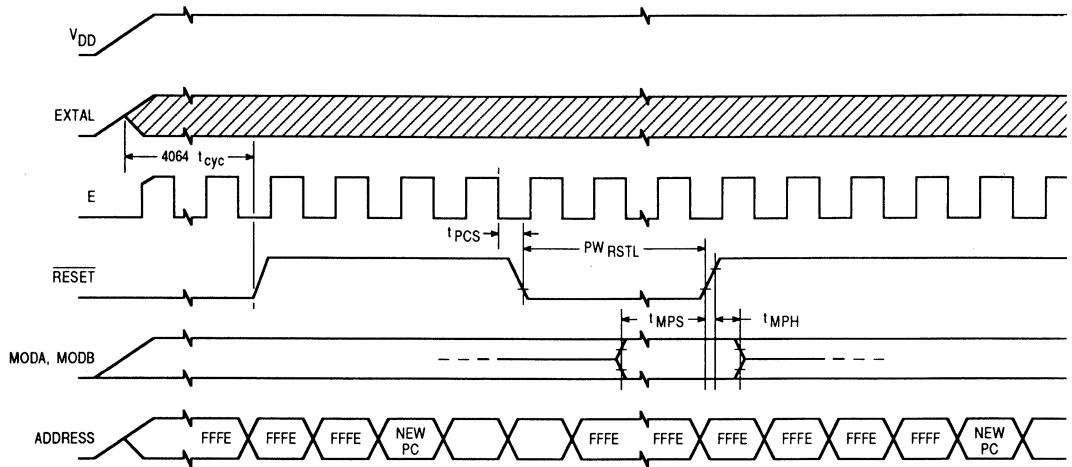 VDD
EXTAL
4064 tcyc
E
tPCS
PWRSTL
RESET
tMPS
tMPH
MODA, MODB
ADDRESS
FFFE
FFFE
FFFE
NEW PC
FFFE
FFFE
FFFE
FFFE
FFFE
FFFF
NEW PC